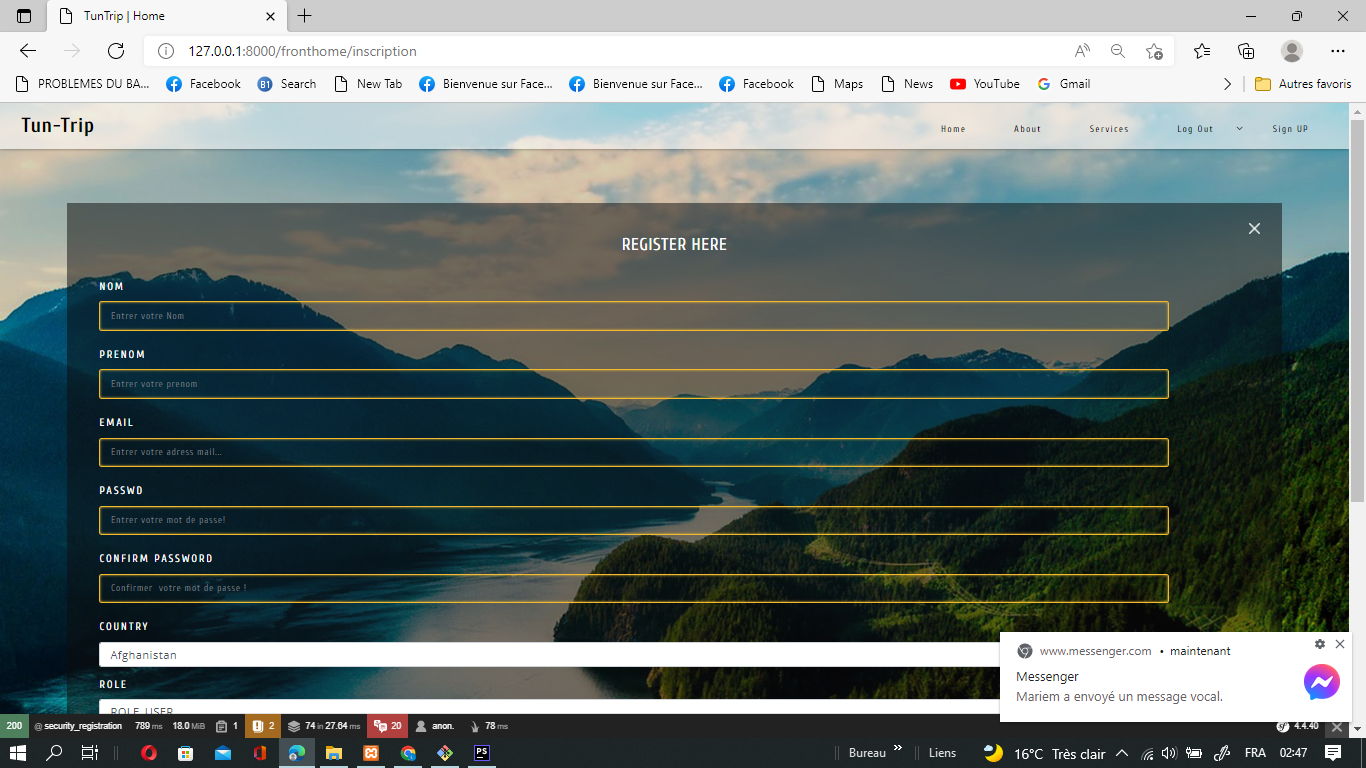 TunTrip | Home
127.0.0.1:8000/fronthome/inscription
PROBLEMES DU BA... Facebook Search New Tab Bienvenue sur Face... Bienvenue sur Face... Facebook Maps News YouTube Gmail Autres favoris
Tun-Trip Home About Services Log Out Sign UP
REGISTER HERE
NOM
Entrer votre Nom
PRENOM
Entrer votre prenom
EMAIL
Entrer votre adress mail...
PASSWD
Entrer votre mot de passe!
CONFIRM PASSWORD
Confirmer votre mot de passe !
COUNTRY
Afghanistan
ROLE
ROLE_USER
www.messenger.com • maintenant
Messenger
Mariem a envoyé un message vocal.
200 @ security_registration 789 ms 18.0 MiB 1 2 74 in 27.64 ms 20 anon. 78 ms 4.4.40
Bureau Liens 16°C Très clair FRA 02:47